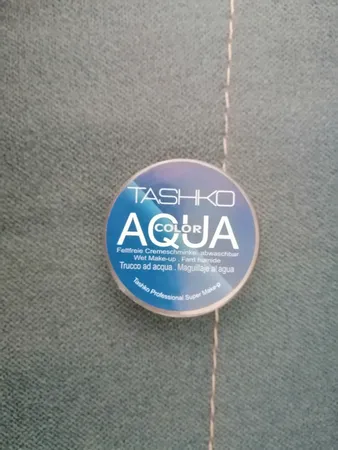 TASHKO
AQUA
COLOR
Fettfreie Cremeschminke, abwaschbar
Wet Make-up . Fard humide
Trucco ad acqua . Maquillaje al agua
Tashko Professional Super Make-up